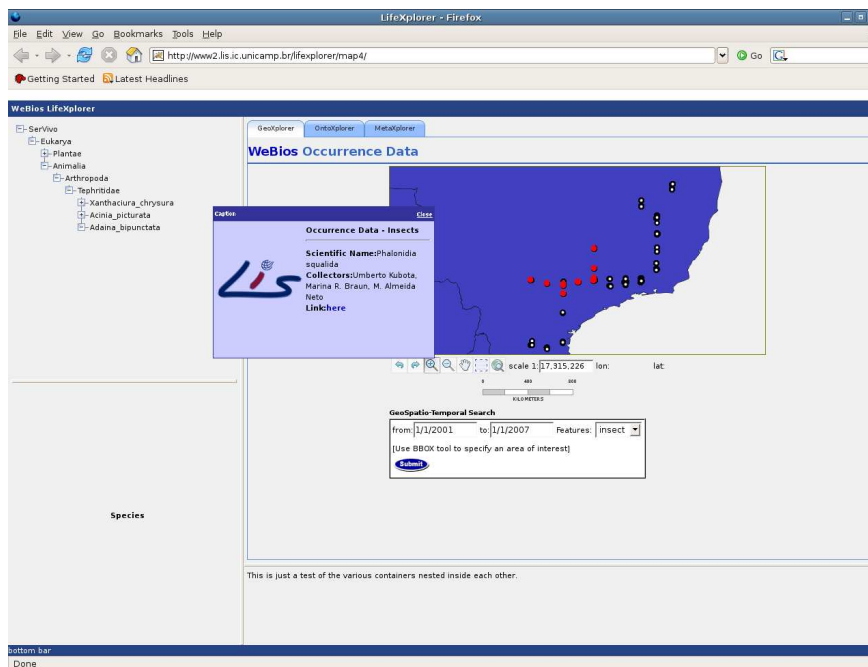 LifeXplorer - Firefox
File Edit View Go Bookmarks Tools Help
http://www2.lis.ic.unicamp.br/lifexplorer/map4/
Go
Getting Started Latest Headlines
WeBios LifeXplorer
SerVivo
Eukarya
Plantae
Animalia
Arthropoda
Tephritidae
Xanthaciura_chrysura
Acinia_picturata
Adaina_bipunctata
Species
GeoXplorer OntoXplorer MetaXplorer
WeBios Occurrence Data
Caption Close
Lis
Occurrence Data - Insects
Scientific Name:Phalonidia
squalida
Collectors:Umberto Kubota,
Marina R. Braun, M. Almeida
Neto
Link:here
scale 1: 17,315,226 lon: lat:
0 400 800
KILOMETERS
GeoSpatio-Temporal Search
from: 1/1/2001 to: 1/1/2007 Features: insect
[Use BBOX tool to specify an area of interest]
Submit
This is just a test of the various containers nested inside each other.
bottom bar
Done